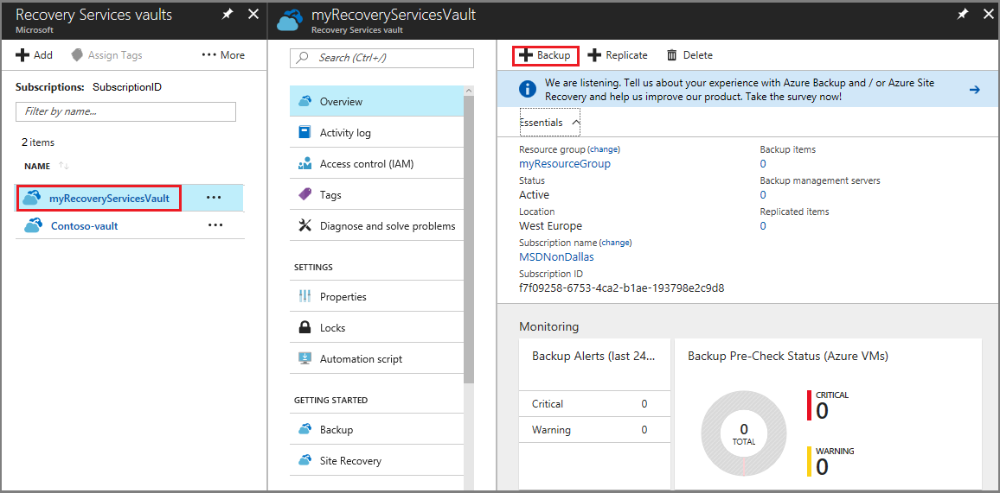 Recovery Services vaults
Microsoft
Add
Assign Tags
More
Subscriptions: SubscriptionID
Filter by name...
2 items
NAME
myRecoveryServicesVault
Contoso-vault
myRecoveryServicesVault
Recovery Services vault
Search (Ctrl+/)
Overview
Activity log
Access control (IAM)
Tags
Diagnose and solve problems
SETTINGS
Properties
Locks
Automation script
GETTING STARTED
Backup
Site Recovery
Backup
Replicate
Delete
We are listening. Tell us about your experience with Azure Backup and / or Azure Site
Recovery and help us improve our product. Take the survey now!
Essentials
Resource group (change)
myResourceGroup
Status
Active
Location
West Europe
Subscription name (change)
MSDNonDallas
Subscription ID
f7f09258-6753-4ca2-b1ae-193798e2c9d8
Backup items
0
Backup management servers
0
Replicated items
0
Monitoring
Backup Alerts (last 24...
Critical 0
Warning 0
Backup Pre-Check Status (Azure VMs)
0
TOTAL
CRITICAL
0
WARNING
0